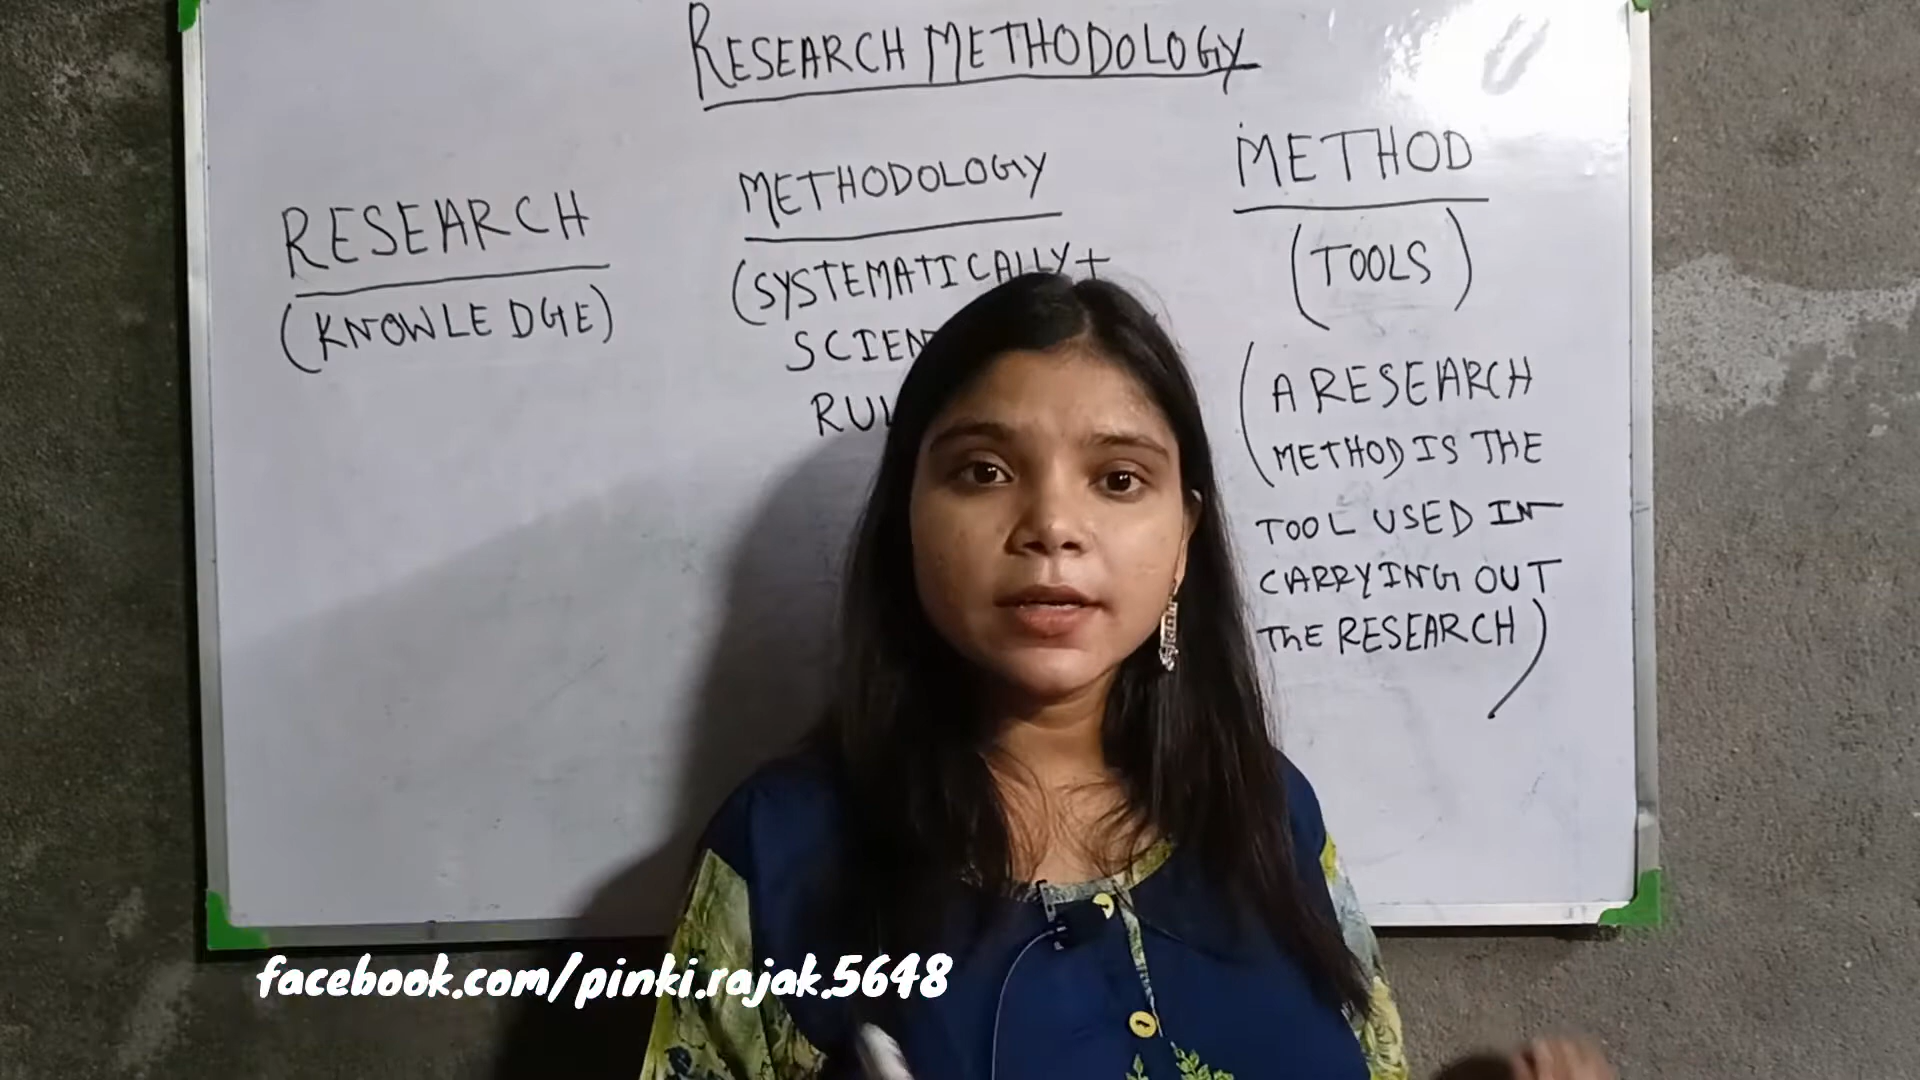 RESEARCH METHODOLOGY
RESEARCH
(KNOWLEDGE)
METHODOLOGY
(SYSTEMATICALLY+
METHOD
(TOOLS)
(A RESEARCH
METHOD IS THE
TOOL USED IN
CARRYING OUT
THE RESEARCH)
facebook.com/pinki.rajak.5648